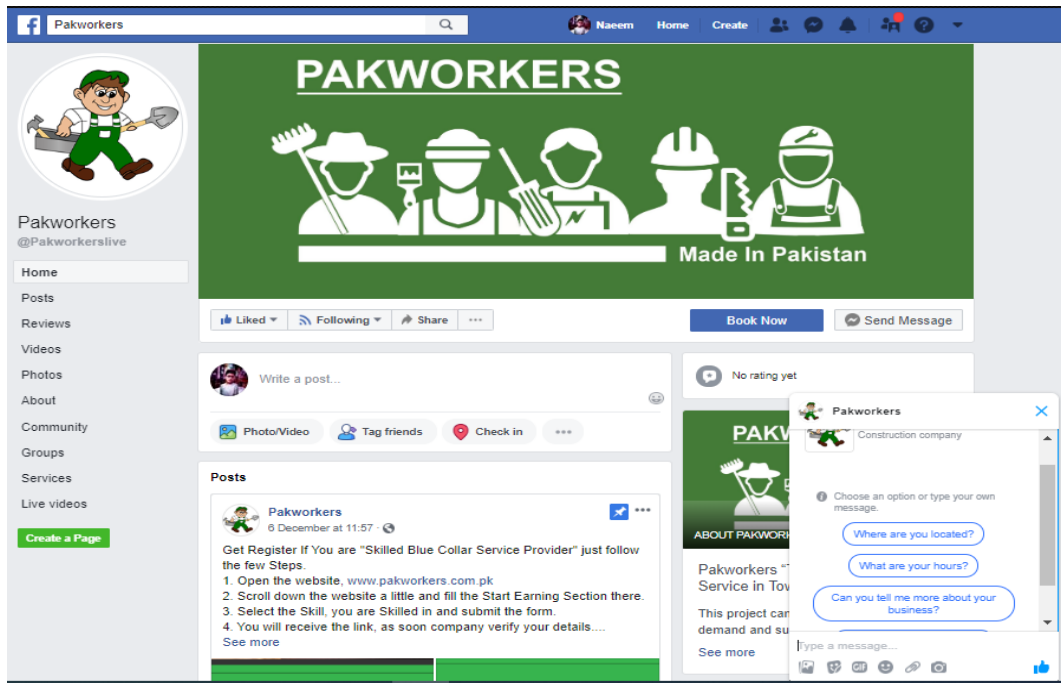 Pakworkers
Naeem
Home
Create
Pakworkers
@Pakworkerslive
Home
Posts
Reviews
Videos
Photos
About
Community
Groups
Services
Live videos
Create a Page
PAKWORKERS
Made In Pakistan
Liked
Following
Share
Book Now
Send Message
Write a post...
Photo/Video
Tag friends
Check in
Posts
Pakworkers
6 December at 11:57 ·
Get Register If You are "Skilled Blue Collar Service Provider" just follow
the few Steps.
1. Open the website, www.pakworkers.com.pk
2. Scroll down the website a little and fill the Start Earning Section there.
3. Select the Skill, you are Skilled in and submit the form.
4. You will receive the link, as soon company verify your details....
See more
No rating yet
PAKW
ABOUT PAKWORK
Pakworkers
Service in Tow
This project can
demand and su
See more
Pakworkers
Construction company
Choose an option or type your own
message.
Where are you located?
What are your hours?
Can you tell me more about your
business?
Type a message...
GIF